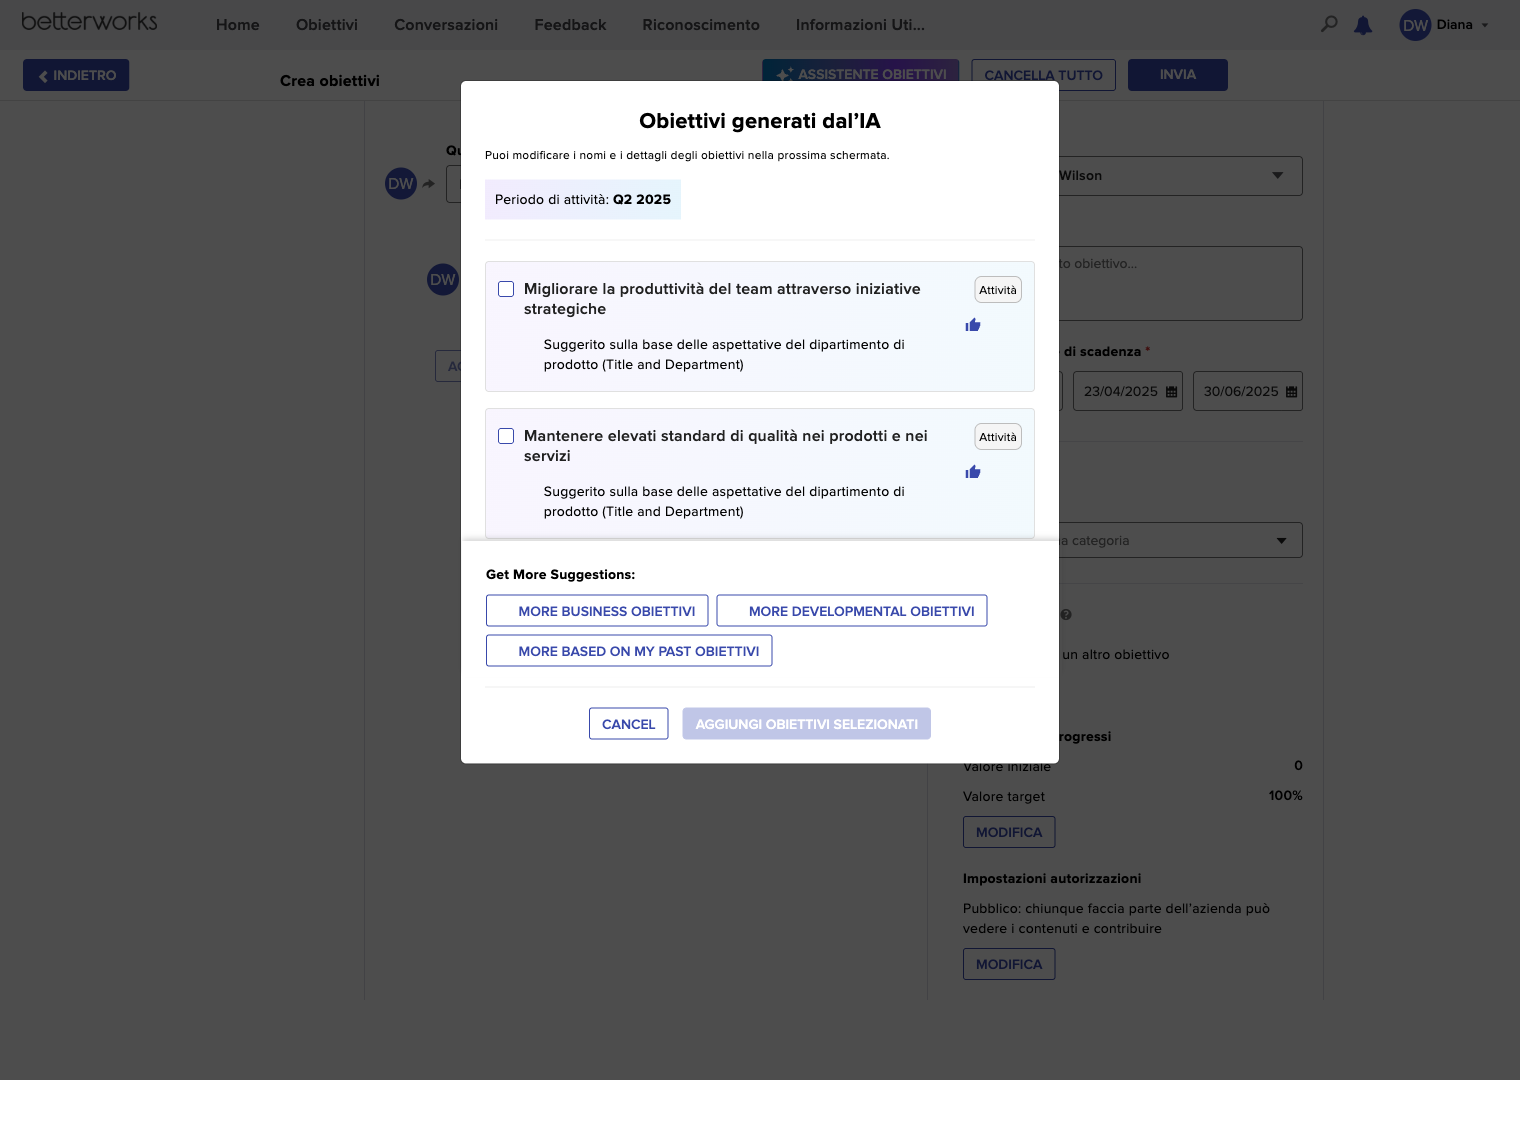 betterworks
Home
Obiettivi
Conversazioni
Feedback
Riconoscimento
Informazioni Uti...
DW
Diana
INDIETRO
Crea obiettivi
ASSISTENTE OBIETTIVI
CANCELLA TUTTO
INVIA
DW
DW
Obiettivi generati dal’IA
Puoi modificare i nomi e i dettagli degli obiettivi nella prossima schermata.
Periodo di attività: Q2 2025
Migliorare la produttività del team attraverso iniziative
strategiche
Attività
Suggerito sulla base delle aspettative del dipartimento di
prodotto (Title and Department)
Mantenere elevati standard di qualità nei prodotti e nei
servizi
Attività
Suggerito sulla base delle aspettative del dipartimento di
prodotto (Title and Department)
Get More Suggestions:
MORE BUSINESS OBIETTIVI
MORE DEVELOPMENTAL OBIETTIVI
MORE BASED ON MY PAST OBIETTIVI
CANCEL
AGGIUNGI OBIETTIVI SELEZIONATI
Wilson
obiettivo...
di scadenza *
23/04/2025
30/06/2025
categoria
un altro obiettivo
Valore iniziale
0
Valore target
100%
MODIFICA
Impostazioni autorizzazioni
Pubblico: chiunque faccia parte dell’azienda può
vedere i contenuti e contribuire
MODIFICA